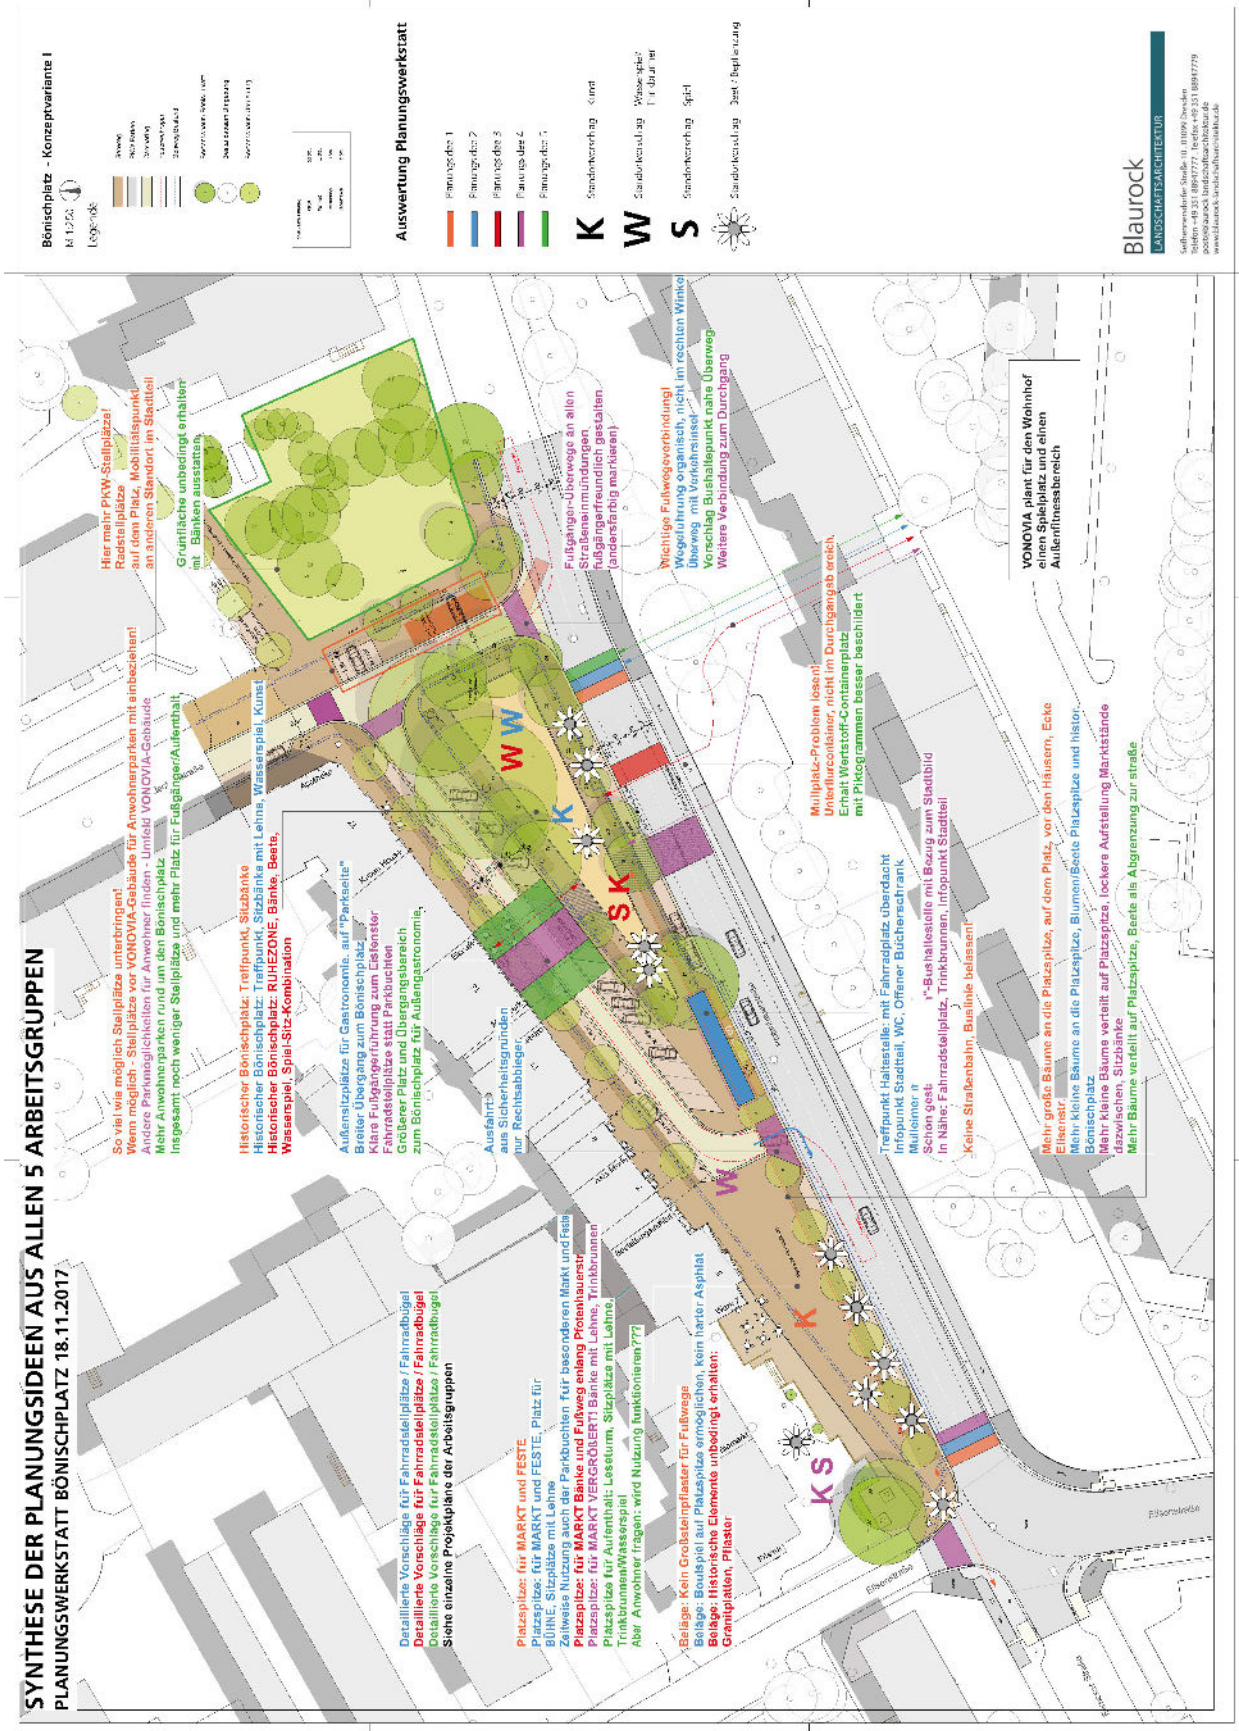 SYNTHESE DER PLANUNGSIDEEN AUS ALLEN 5 ARBEITSGRUPPEN
PLANUNGSWERKSTATT BÖNISCHPLATZ 18.11.2017
So viel wie möglich Stellplätze unterbringen!
Wenn möglich - Stellplätze vor VONOVIA-Gebäude für Anwohnerparken mit einbeziehen!
Andere Parkmöglichkeiten für Anwohner finden - Umfeld VONOVIA-Gebäude
Mehr Anwohnerparken rund um den Bönischplatz
Insgesamt noch weniger Stellplätze und mehr Platz für Fußgänger/Aufenthalt
Hier mehr PKW-Stellplätze!
Radstellplätze
auf dem Platz, Mobilitätspunkt
an anderen Standort im Stadtteil
Grünfläche unbedingt erhalten
mit Bänken ausstatten
Historischer Bönischplatz: Treffpunkt, Sitzbänke
Historischer Bönischplatz: Treffpunkt, Sitzbänke mit Lehne, Wasserspiel, Kunst
Historischer Bönischplatz: RUHEZONE, Bänke, Beete,
Wasserspiel, Spiel-Sitz-Kombination
Außensitzplätze für Gastronomie, auf "Parkseite"
Breiter Übergang zum Bönischplatz
Klare Fußgängerführung zum Eisfenster
Fahrradstellplätze statt Parkbuchten
Größerer Platz und Übergangsbereich
zum Bönischplatz für Außengastronomie
Ausfahrt:
aus Sicherheitsgründen
nur Rechtsabbieger
Detaillierte Vorschläge für Fahrradstellplätze / Fahrradbügel
Detaillierte Vorschläge für Fahrradstellplätze / Fahrradbügel
Detaillierte Vorschläge für Fahrradstellplätze / Fahrradbügel
Siehe einzelne Projektpläne der Arbeitsgruppen
Platzspitze: für MARKT und FESTE
Platzspitze: für MARKT und FESTE, Platz für
BÜHNE, Sitzplätze mit Lehne
Zeitweise Nutzung auch der Parkbuchten für besonderen Markt und Feste
Platzspitze: für MARKT Bänke und Fußweg enlang Pfotenhauerstr
Platzspitze: für MARKT VERGRÖßERT! Bänke mit Lehne, Trinkbrunnen
Platzspitze für Aufenthalt: Leseturm, Sitzplätze mit Lehne,
Trinkbrunnen/Wasserspiel
Aber Anwohner fragen: wird Nutzung funktionieren???
Beläge: Kein Großsteinpflaster für Fußwege
Beläge: Boulspiel auf Platzspitze ermöglichen, kein harter Asphlat
Beläge: Historische Elemente unbedingt erhalten:
Granitplatten, Pflaster
Fußgänger-Überwege an allen
Straßeneinmündungen
fußgängerfreundlich gestalten
(andersfarbig markieren)
Wichtige Fußwegeverbindung!
Wegeführung organisch, nicht im rechten Winkel
Überweg mit Verkehrsinsel
Vorschlag Bushaltepunkt nahe Überweg
Weitere Verbindung zum Durchgang
Müllplatz-Problem lösen!
Unterflurcontainer, nicht im Durchgangsbereich,
Erhalt Wertstoff-Containerplatz
mit Piktogrammen besser beschildert
Treffpunkt Haltestelle: mit Fahrradplatz überdacht
Infopunkt Stadtteil, WC, Offener Bücherschrank
Mülleimer
Schön gest.
"-Bushaltestelle mit Bezug zum Stadtbild
In Nähe: Fahrradstellplatz, Trinkbrunnen, Infopunkt Stadtteil
Keine Straßenbahn, Buslinie belassen!
Mehr große Bäume an die Platzspitze, auf dem Platz, vor den Häusern, Ecke
Elisenstr.
Mehr kleine Bäume an die Platzspitze, Blumen/Beete Platzspitze und histor.
Bönischplatz
Mehr kleine Bäume verteilt auf Platzspitze, lockere Aufstellung Marktstände
dazwischen, Sitzbänke
Mehr Bäume verteilt auf Platzspitze, Beete als Abgrenzung zur straße
VONOVIA plant für den Wohnhof
einen Spielplatz und einen
Außenfitnessbereich
Apotheke
Elisenstraße
Elisenstraße
W W
K
S K
W
K
K S
Bönischplatz - Konzeptvariante I
M 1:250
Legende
Auswertung Planungswerkstatt
Planungsidee 1
Planungsidee 2
Planungsidee 3
Planungsidee 4
Planungsidee 5
K Standortvorschlag Kunst
W Standortvorschlag Wasserspiel/
Trinkbrunnen
S Standortvorschlag Spiel
Standortvorschlag Beet / Bepflanzung
Blaurock
LANDSCHAFTSARCHITEKTUR